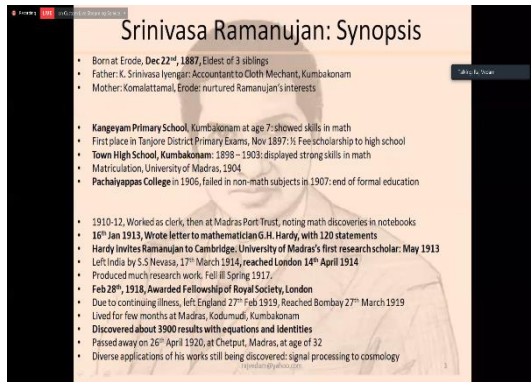 Recording LIVE
Srinivasa Ramanujan: Synopsis
• Born at Erode, Dec 22nd, 1887, Eldest of 3 siblings
• Father: K. Srinivasa Iyengar: Accountant to Cloth Mechant, Kumbakonam
• Mother: Komalattamal, Erode: nurtured Ramanujan's interests
• Kangeyam Primary School, Kumbakonam at age 7: showed skills in math
• First place in Tanjore District Primary Exams, Nov 1897: ½ Fee scholarship to high school
• Town High School, Kumbakonam: 1898 – 1903: displayed strong skills in math
• Matriculation, University of Madras, 1904
• Pachaiyappas College in 1906, failed in non-math subjects in 1907: end of formal education
• 1910-12, Worked as clerk, then at Madras Port Trust, noting math discoveries in notebooks
• 16th Jan 1913, Wrote letter to mathematician G.H. Hardy, with 120 statements
• Hardy invites Ramanujan to Cambridge. University of Madras's first research scholar: May 1913
• Left India by S.S Nevasa, 17th March 1914, reached London 14th April 1914
• Produced much research work. Fell ill Spring 1917.
• Feb 28th, 1918, Awarded Fellowship of Royal Society, London
• Due to continuing illness, left England 27th Feb 1919, Reached Bombay 27th March 1919
• Lived for few months at Madras, Kodumudi, Kumbakonam
• Discovered about 3900 results with equations and identities
• Passed away on 26th April 1920, at Chetput, Madras, at age of 32
• Diverse applications of his works still being discovered: signal processing to cosmology
1